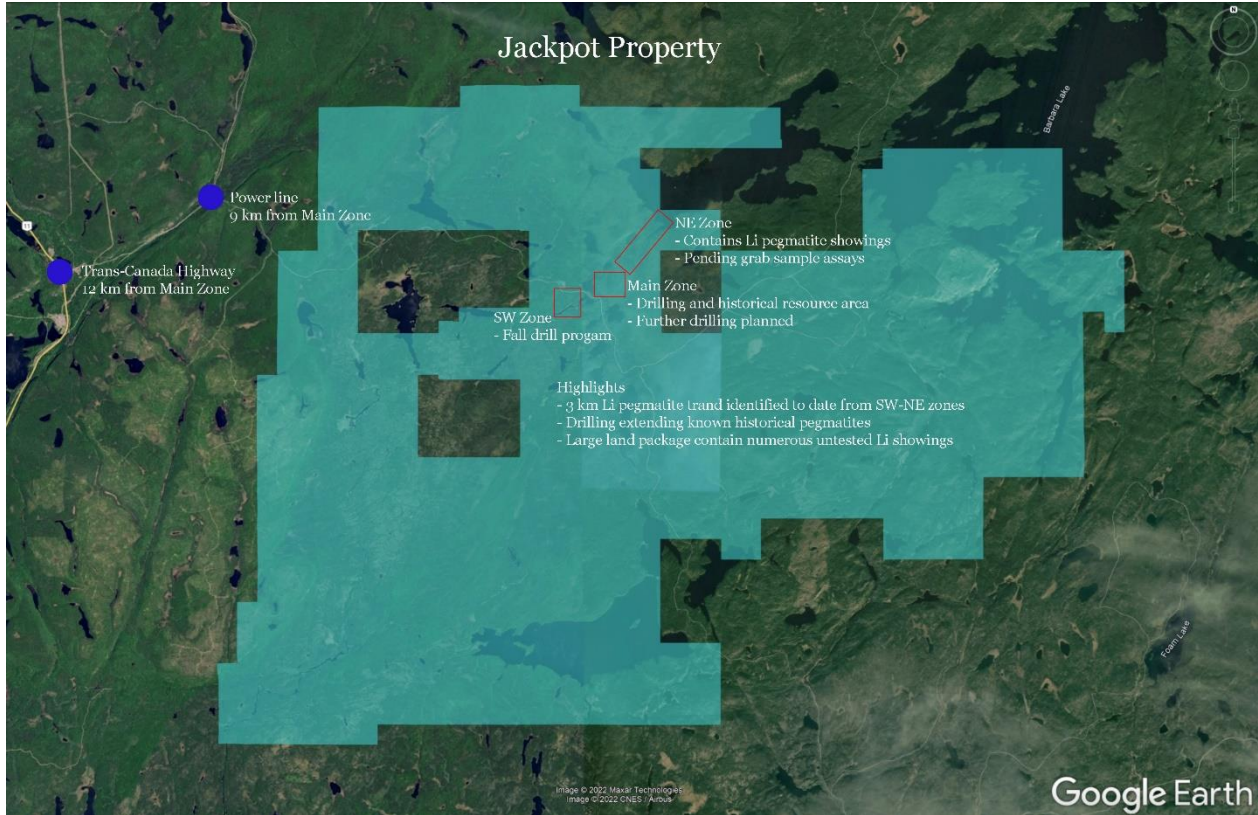 Jackpot Property
N
Barbara Lake
Power line
9 km from Main Zone
11
Trans-Canada Highway
12 km from Main Zone
NE Zone
- Contains Li pegmatite showings
- Pending grab sample assays
Main Zone
- Drilling and historical resource area
- Further drilling planned
SW Zone
- Fall drill progam
Highlights
- 3 km Li pegmatite trand identified to date from SW-NE zones
- Drilling extending known historical pegmatites
- Large land package contain numerous untested Li showings
Foam Lake
Image © 2022 Maxar Technologies
Image © 2022 CNES / Airbus
Google Earth